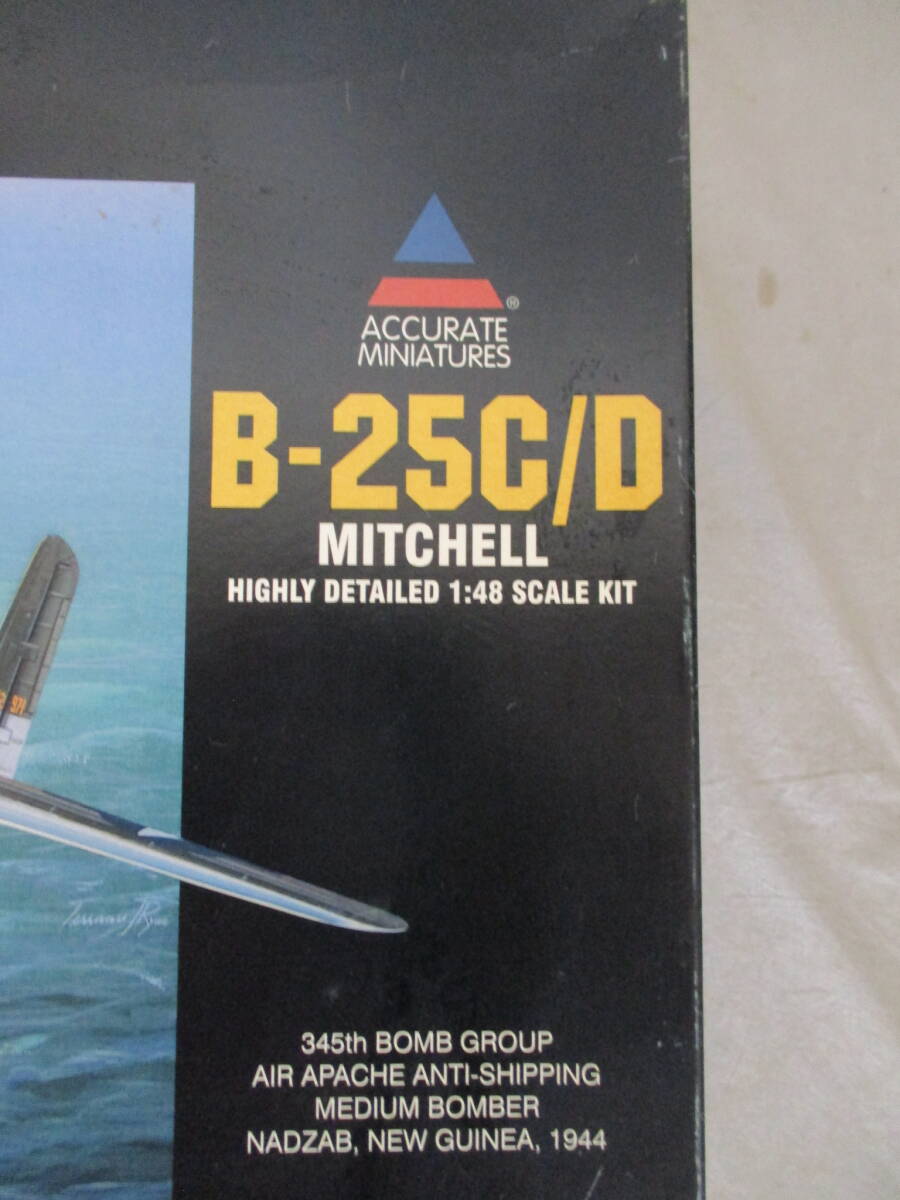 ®
ACCURATE
MINIATURES
B-25C/D
MITCHELL
HIGHLY DETAILED 1:48 SCALE KIT
345th BOMB GROUP
AIR APACHE ANTI-SHIPPING
MEDIUM BOMBER
NADZAB, NEW GUINEA, 1944